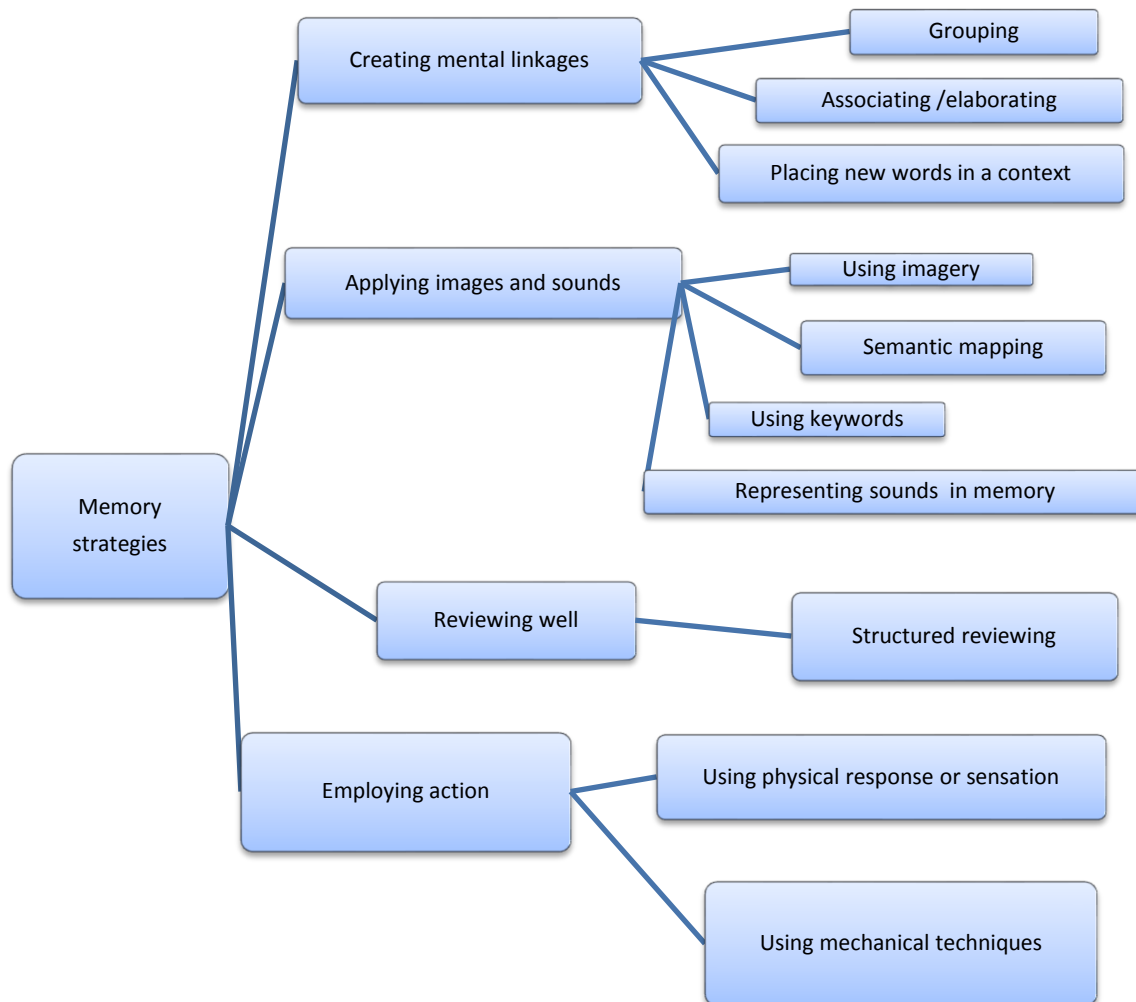 Creating mental linkages
Grouping
Associating /elaborating
Placing new words in a context
Applying images and sounds
Using imagery
Semantic mapping
Using keywords
Representing sounds  in memory
Memory
strategies
Reviewing well
Structured reviewing
Employing action
Using physical response or sensation
Using mechanical techniques